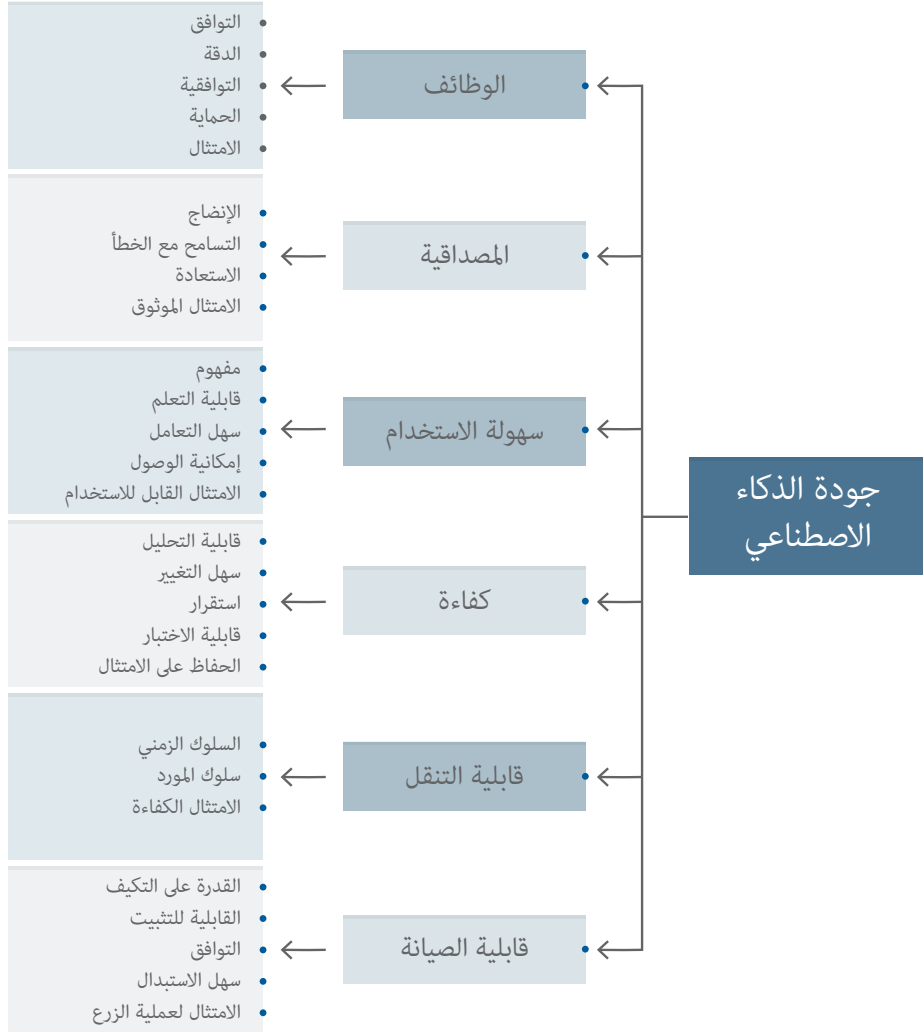 جودة الذكاء
الاصطناعي
الوظائف
التوافق
الدقة
التوافقية
الحماية
الامتثال
المصداقية
الإنضاج
التسامح مع الخطأ
الاستعادة
الامتثال الموثوق
سهولة الاستخدام
مفهوم
قابلية التعلم
سهل التعامل
إمكانية الوصول
الامتثال القابل للاستخدام
كفاءة
قابلية التحليل
سهل التغيير
استقرار
قابلية الاختبار
الحفاظ على الامتثال
قابلية التنقل
السلوك الزمني
سلوك المورد
الامتثال الكفاءة
قابلية الصيانة
القدرة على التكيف
القابلية للتثبيت
التوافق
سهل الاستبدال
الامتثال لعملية الزرع